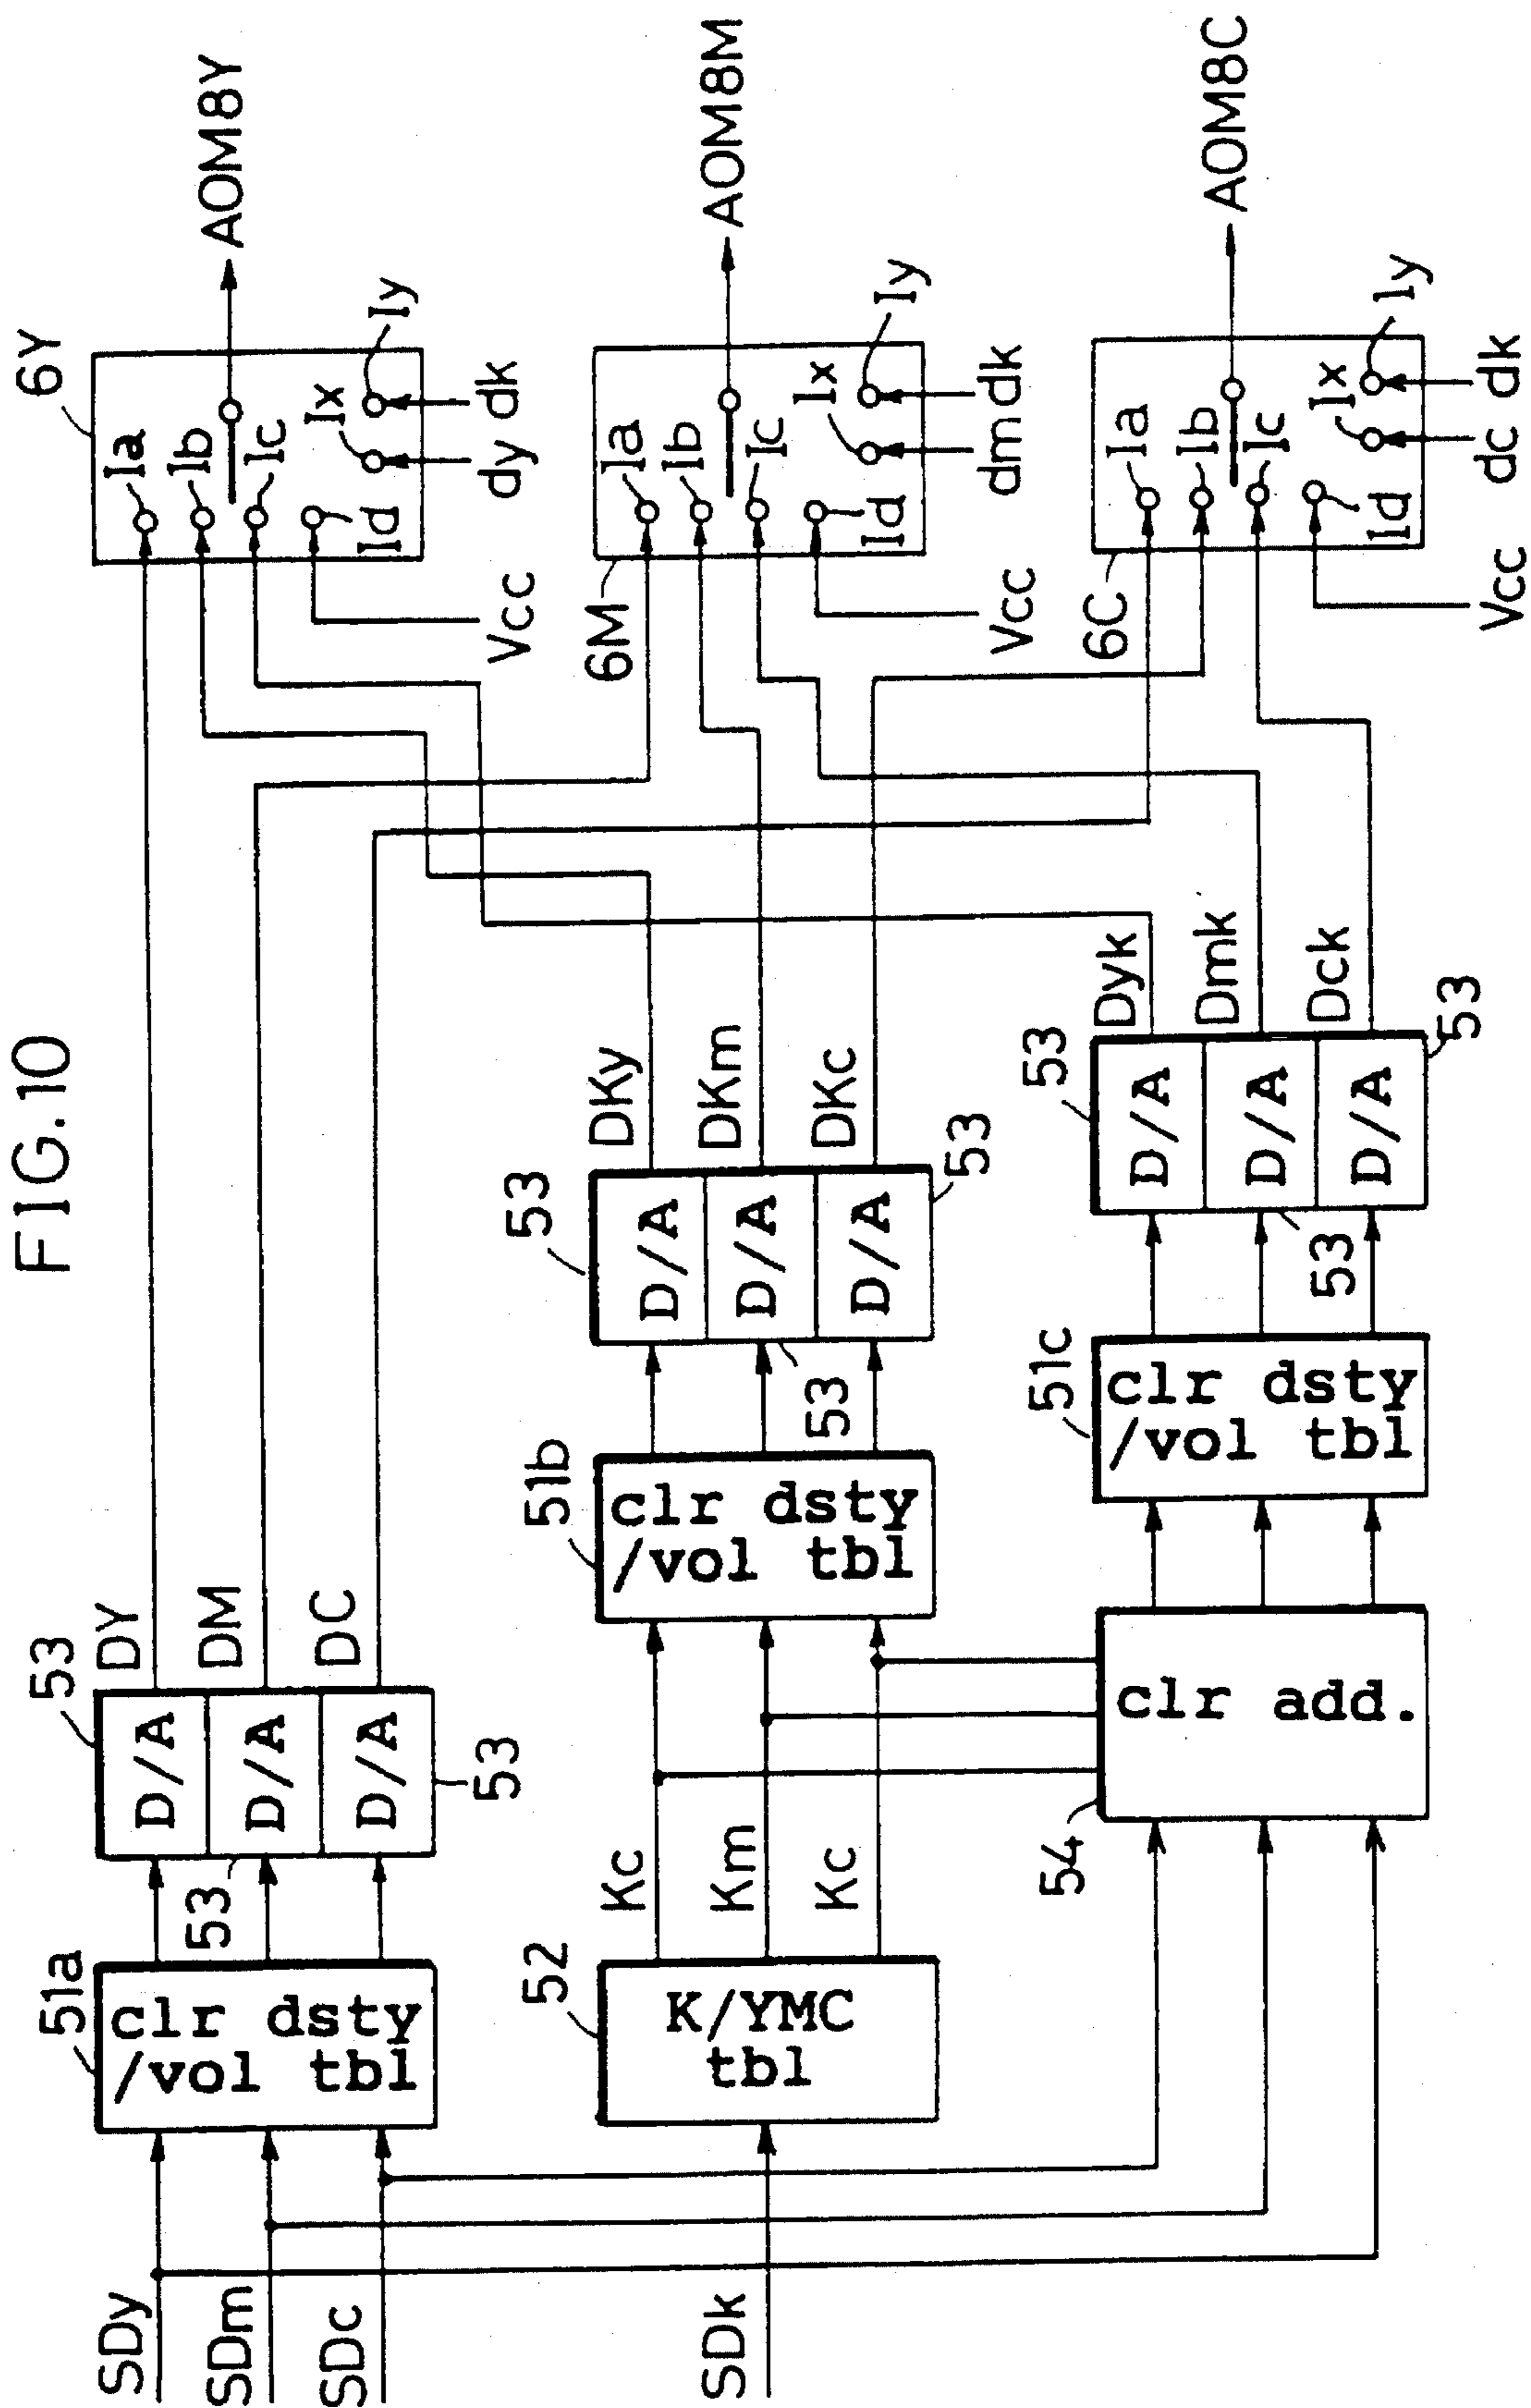 FIG.10
SDy
SDm
SDc
SDk
51a
clr dsty
/vol tbl
53
D/A
D/A
D/A
53
53
DY
DM
DC
52
K/YMC
tbl
Kc
Km
Kc
51b
clr dsty
/vol tbl
53
D/A
D/A
D/A
53
53
DKy
DKm
DKc
54
clr add.
51c
clr dsty
/vol tbl
53
D/A
D/A
D/A
53
53
Dyk
Dmk
Dck
6Y
Ia
Ib
Ic
Id
Ix
Iy
Vcc
dy
dk
AOM8Y
6M
Ia
Ib
Ic
Id
Ix
Iy
Vcc
dm
dk
AOM8M
6C
Ia
Ib
Ic
Id
Ix
Iy
Vcc
dc
dk
AOM8C